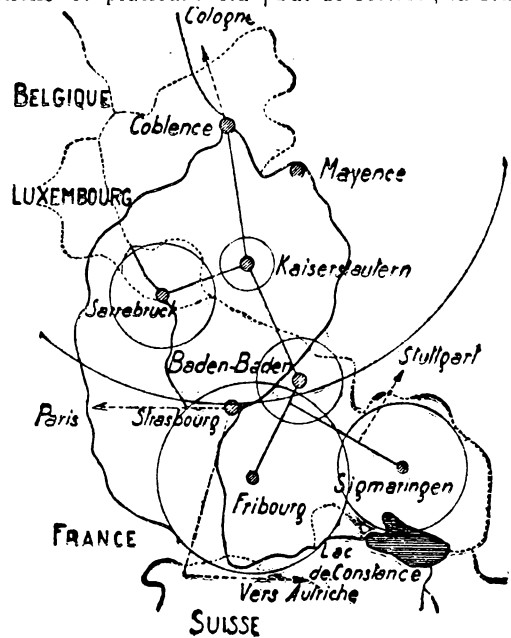 Cologne
BELGIQUE
Coblence
Mayence
LUXEMBOURG
Kaiserslautern
Sarrebruck
Baden-Baden
Stuttgart
Paris
Strasbourg
Sigmaringen
Fribourg
FRANCE
Lac
de Constance
Vers Autriche
SUISSE